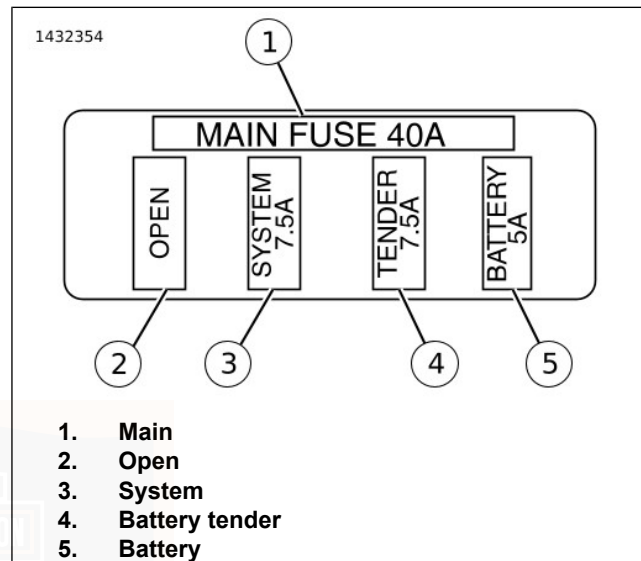 1432354
1
MAIN FUSE 40A
OPEN
SYSTEM
7.5A
TENDER
7.5A
BATTERY
5A
2 3 4 5
1. Main
2. Open
3. System
4. Battery tender
5. Battery